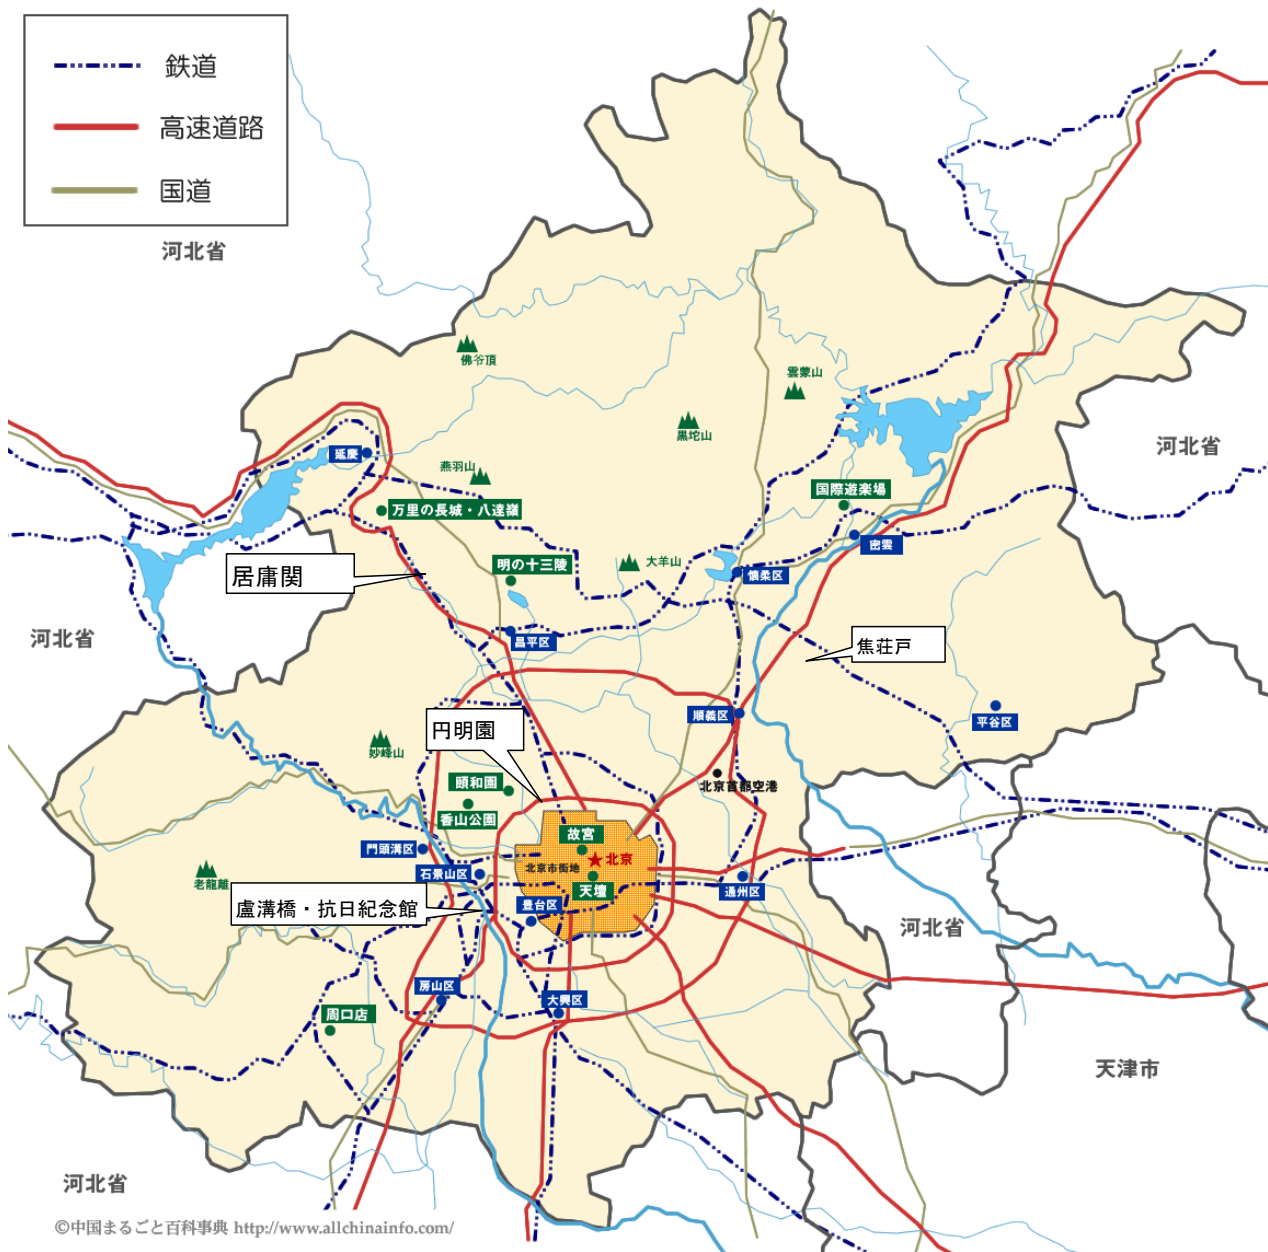 鉄道
高速道路
国道
河北省
佛谷頂
雲蒙山
黒坨山
河北省
延慶
燕羽山
国際遊楽場
万里の長城・八達嶺
密雲
居庸関
明の十三陵
大羊山
懐柔区
河北省
昌平区
焦荘戸
順義区
平谷区
円明園
妙峰山
頤和園
北京首都空港
香山公園
故宮
門頭溝区
北京市街地
北京
石景山区
老龍離
天壇
通州区
盧溝橋・抗日紀念館
豊台区
河北省
房山区
大興区
周口店
天津市
河北省
©中国まるごと百科事典 http://www.allchinainfo.com/